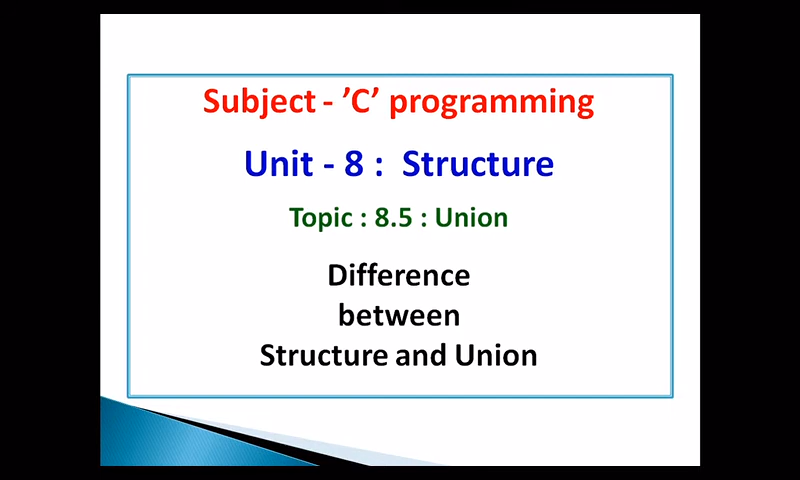 Subject - ’C’ programming
Unit - 8 :  Structure
Topic : 8.5 : Union
Difference
between
Structure and Union